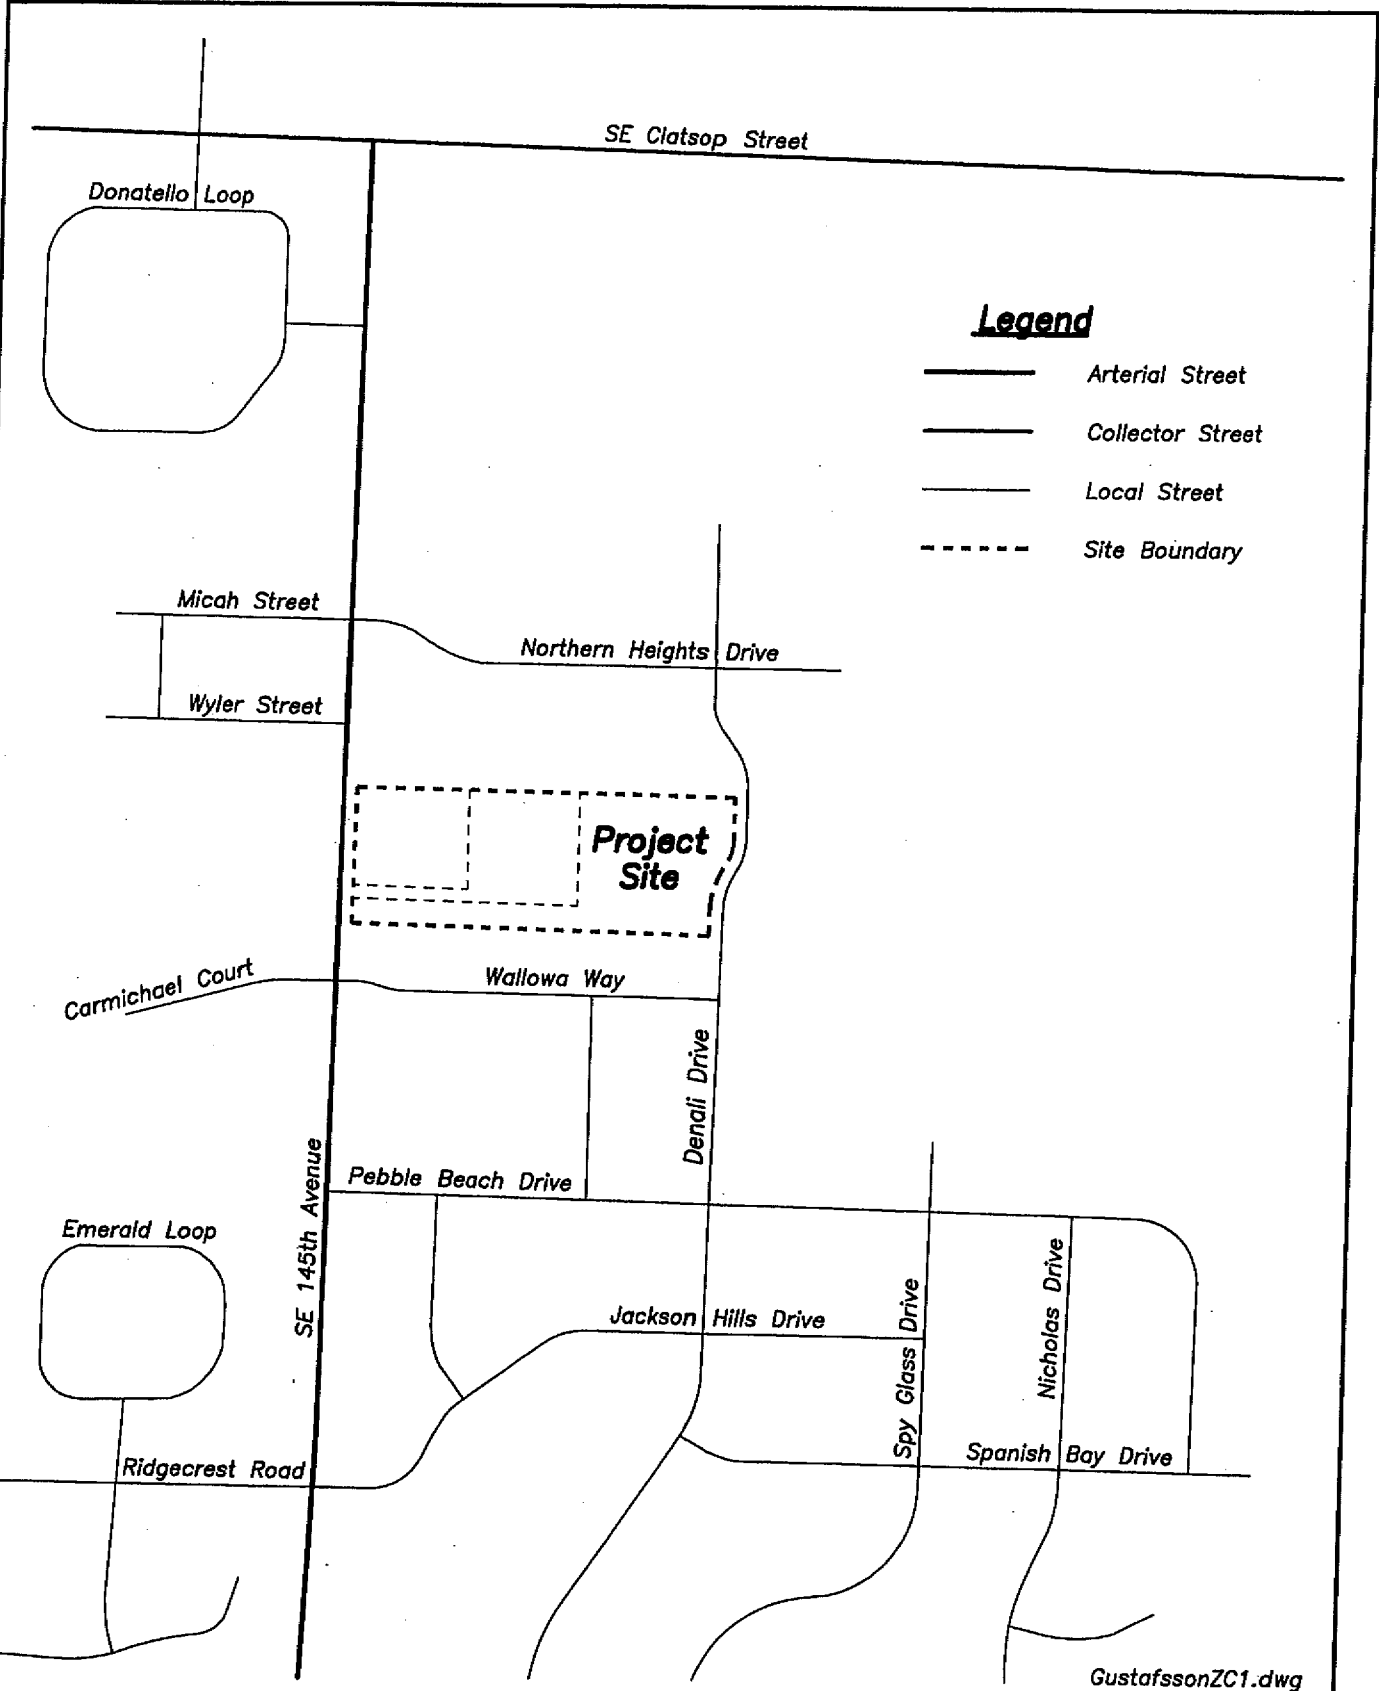 SE Clatsop Street
Donatello Loop
Legend
Arterial Street
Collector Street
Local Street
Site Boundary
Micah Street
Northern Heights Drive
Wyler Street
Project
Site
Carmichael Court
Wallowa Way
Denali Drive
SE 145th Avenue
Pebble Beach Drive
Emerald Loop
Jackson Hills Drive
Spy Glass Drive
Nicholas Drive
Ridgecrest Road
Spanish Bay Drive
GustafssonZC1.dwg